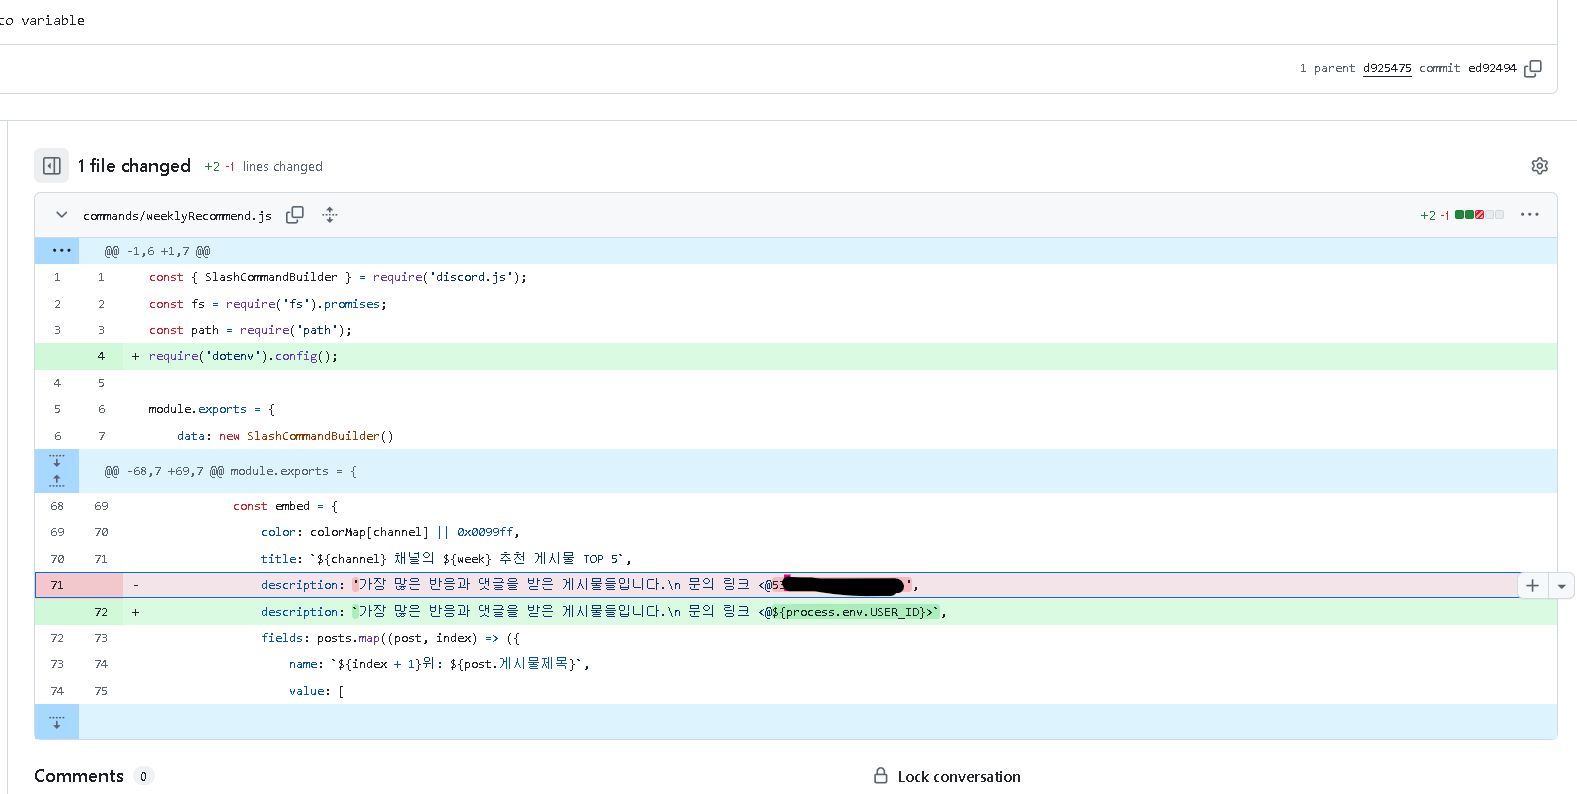 to variable
1 parent d925475 commit ed92494
1 file changed +2 -1 lines changed
commands/weeklyRecommend.js +2 -1
@@ -1,6 +1,7 @@
1 1 const { SlashCommandBuilder } = require('discord.js');
2 2 const fs = require('fs').promises;
3 3 const path = require('path');
4 + require('dotenv').config();
4 5
5 6 module.exports = {
6 7 data: new SlashCommandBuilder()
@@ -68,7 +69,7 @@ module.exports = {
68 69 const embed = {
69 70 color: colorMap[channel] || 0x0099ff,
70 71 title: `${channel} 채널의 ${week} 추천 게시물 TOP 5`,
71 - description: '가장 많은 반응과 댓글을 받은 게시물들입니다.\n 문의 링크 <@53 ',
72 + description: `가장 많은 반응과 댓글을 받은 게시물들입니다.\n 문의 링크 <@${process.env.USER_ID}>`,
72 73 fields: posts.map((post, index) => ({
73 74 name: `${index + 1}위: ${post.게시물제목}`,
74 75 value: [
Comments 0
Lock conversation